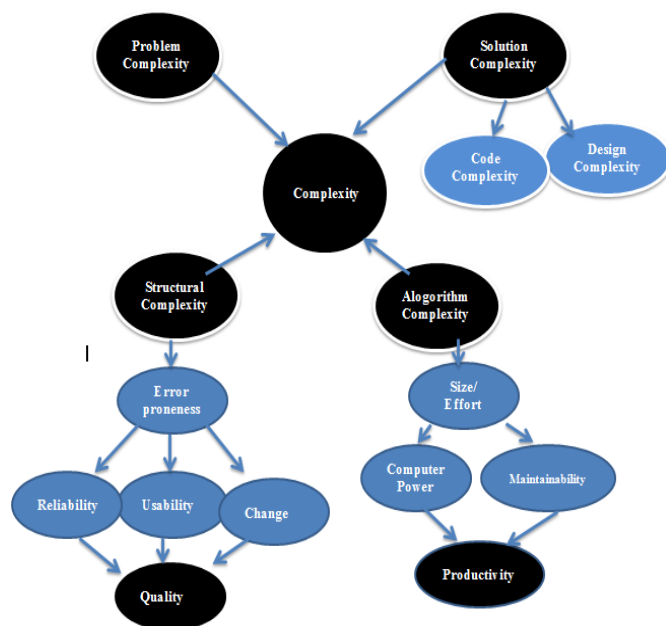 Problem
Complexity
Solution
Complexity
Code
Complexity
Design
Complexity
Complexity
Structural
Complexity
Alogorithm
Complexity
Error
proneness
Size/
Effort
Reliability
Usability
Change
Computer
Power
Maintainability
Quality
Productivity